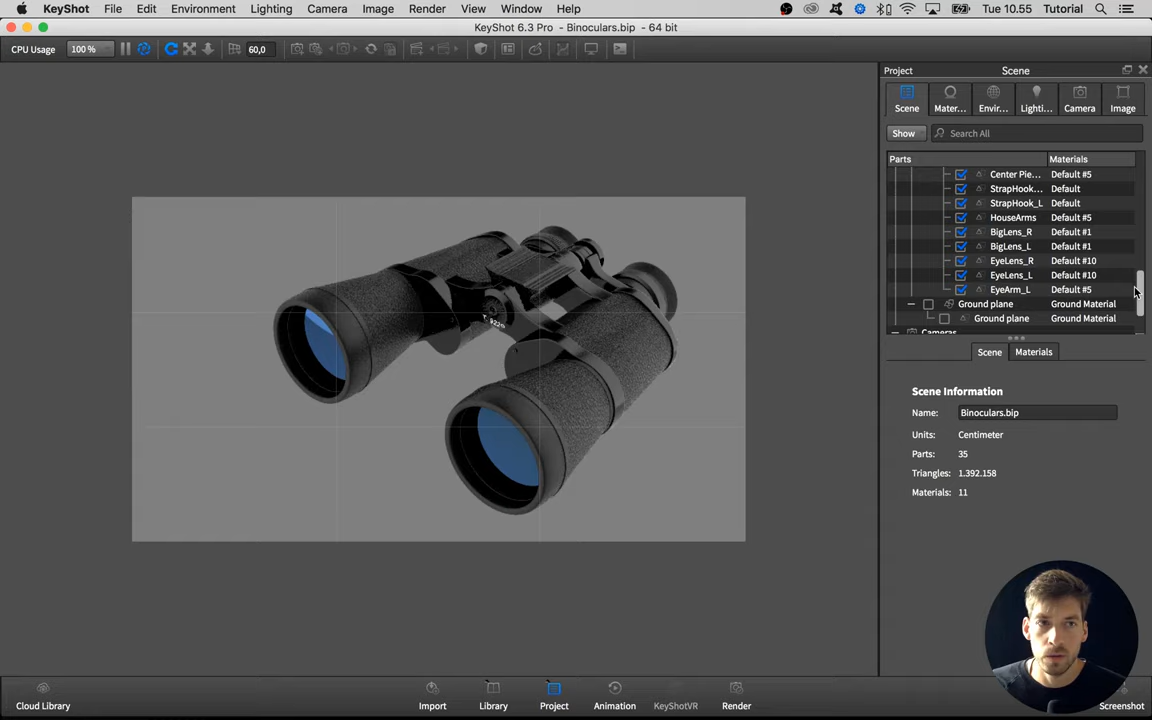 KeyShot File Edit Environment Lighting Camera Image Render View Window Help Tue 10.55 Tutorial
KeyShot 6.3 Pro - Binoculars.bip - 64 bit
CPU Usage 100 % 60,0
Project Scene
Scene Mater... Envir... Lighti... Camera Image
Show Search All
Parts Materials
Center Pie... Default #5
StrapHook... Default
StrapHook_L Default
HouseArms Default #5
BigLens_R Default #1
BigLens_L Default #1
EyeLens_R Default #10
EyeLens_L Default #10
EyeArm_L Default #5
Ground plane Ground Material
Ground plane Ground Material
Cameras
Scene Materials
Scene Information
Name: Binoculars.bip
Units: Centimeter
Parts: 35
Triangles: 1.392.158
Materials: 11
Cloud Library Import Library Project Animation KeyShotVR Render Screenshot